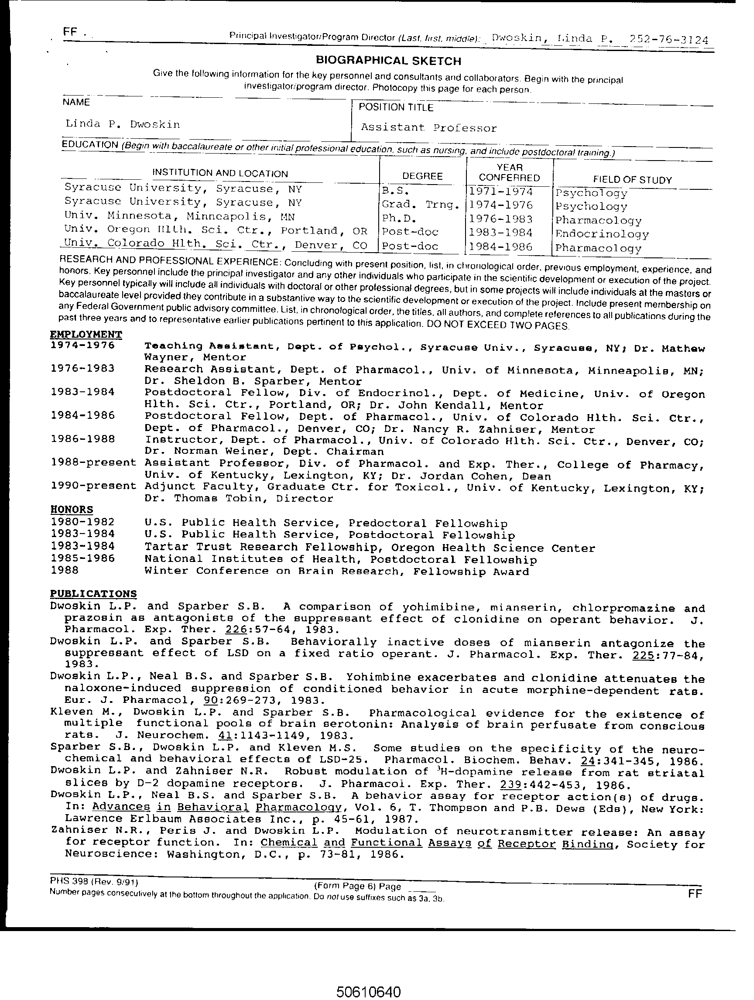 FF
Principal Investigator/Program Director (Last, first, middle): Dwoskin, Linda P. 252-76-3124
BIOGRAPHICAL SKETCH
Give the following information for the key personnel and consultants and collaborators. Begin with the principal
investigator/program director. Photocopy this page for each person.
NAME POSITION TITLE
Linda P. Dwoskin Assistant Professor
EDUCATION (Begin with baccalaureate or other initial professional education, such as nursing, and include postdoctoral training.)
INSTITUTION AND LOCATION DEGREE YEAR CONFERRED FIELD OF STUDY
Syracuse University, Syracuse, NY B.S. 1971-1974 Psychology
Syracuse University, Syracuse, NY Grad. Trng. 1974-1976 Psychology
Univ. Minnesota, Minneapolis, MN Ph.D. 1976-1983 Pharmacology
Univ. Oregon Hlth. Sci. Ctr., Portland, OR Post-doc 1983-1984 Endocrinology
Univ. Colorado Hlth. Sci. Ctr., Denver, CO Post-doc 1984-1986 Pharmacology
RESEARCH AND PROFESSIONAL EXPERIENCE: Concluding with present position, list, in chronological order, previous employment, experience, and
honors. Key personnel include the principal investigator and any other individuals who participate in the scientific development or execution of the project.
Key personnel typically will include all individuals with doctoral or other professional degrees, but in some projects will include individuals at the masters or
baccalaureate level provided they contribute in a substantive way to the scientific development or execution of the project. Include present membership on
any Federal Government public advisory committee. List, in chronological order, the titles, all authors, and complete references to all publications during the
past three years and to representative earlier publications pertinent to this application. DO NOT EXCEED TWO PAGES.
EMPLOYMENT
1974-1976 Teaching Assistant, Dept. of Psychol., Syracuse Univ., Syracuse, NY; Dr. Mathew
Wayner, Mentor
1976-1983 Research Assistant, Dept. of Pharmacol., Univ. of Minnesota, Minneapolis, MN;
Dr. Sheldon B. Sparber, Mentor
1983-1984 Postdoctoral Fellow, Div. of Endocrinol., Dept. of Medicine, Univ. of Oregon
Hlth. Sci. Ctr., Portland, OR; Dr. John Kendall, Mentor
1984-1986 Postdoctoral Fellow, Dept. of Pharmacol., Univ. of Colorado Hlth. Sci. Ctr.,
Dept. of Pharmacol., Denver, CO; Dr. Nancy R. Zahniser, Mentor
1986-1988 Instructor, Dept. of Pharmacol., Univ. of Colorado Hlth. Sci. Ctr., Denver, CO;
Dr. Norman Weiner, Dept. Chairman
1988-present Assistant Professor, Div. of Pharmacol. and Exp. Ther., College of Pharmacy,
Univ. of Kentucky, Lexington, KY; Dr. Jordan Cohen, Dean
1990-present Adjunct Faculty, Graduate Ctr. for Toxicol., Univ. of Kentucky, Lexington, KY;
Dr. Thomas Tobin, Director
HONORS
1980-1982 U.S. Public Health Service, Predoctoral Fellowship
1983-1984 U.S. Public Health Service, Postdoctoral Fellowship
1983-1984 Tartar Trust Research Fellowship, Oregon Health Science Center
1985-1986 National Institutes of Health, Postdoctoral Fellowship
1988 Winter Conference on Brain Research, Fellowship Award
PUBLICATIONS
Dwoskin L.P. and Sparber S.B. A comparison of yohimibine, mianserin, chlorpromazine and
prazosin as antagonists of the suppressant effect of clonidine on operant behavior. J.
Pharmacol. Exp. Ther. 226:57-64, 1983.
Dwoskin L.P. and Sparber S.B. Behaviorally inactive doses of mianserin antagonize the
suppressant effect of LSD on a fixed ratio operant. J. Pharmacol. Exp. Ther. 225:77-84,
1983.
Dwoskin L.P., Neal B.S. and Sparber S.B. Yohimbine exacerbates and clonidine attenuates the
naloxone-induced suppression of conditioned behavior in acute morphine-dependent rats.
Eur. J. Pharmacol, 90:269-273, 1983.
Kleven M., Dwoskin L.P. and Sparber S.B. Pharmacological evidence for the existence of
multiple functional pools of brain serotonin: Analysis of brain perfusate from conscious
rats. J. Neurochem. 41:1143-1149, 1983.
Sparber S.B., Dwoskin L.P. and Kleven M.S. Some studies on the specificity of the neuro-
chemical and behavioral effects of LSD-25. Pharmacol. Biochem. Behav. 24:341-345, 1986.
Dwoskin L.P. and Zahniser N.R. Robust modulation of ³H-dopamine release from rat striatal
slices by D-2 dopamine receptors. J. Pharmacol. Exp. Ther. 239:442-453, 1986.
Dwoskin L.P., Neal B.S. and Sparber S.B. A behavior assay for receptor action(s) of drugs.
In: Advances in Behavioral Pharmacology, Vol. 6, T. Thompson and P.B. Dews (Eds), New York:
Lawrence Erlbaum Associates Inc., p. 45-61, 1987.
Zahniser N.R., Peris J. and Dwoskin L.P. Modulation of neurotransmitter release: An assay
for receptor function. In: Chemical and Functional Assays of Receptor Binding, Society for
Neuroscience: Washington, D.C., p. 73-81, 1986.
PHS 398 (Rev. 9/91) (Form Page 6) Page
Number pages consecutively at the bottom throughout the application. Do not use suffixes such as 3a, 3b.
FF
50610640